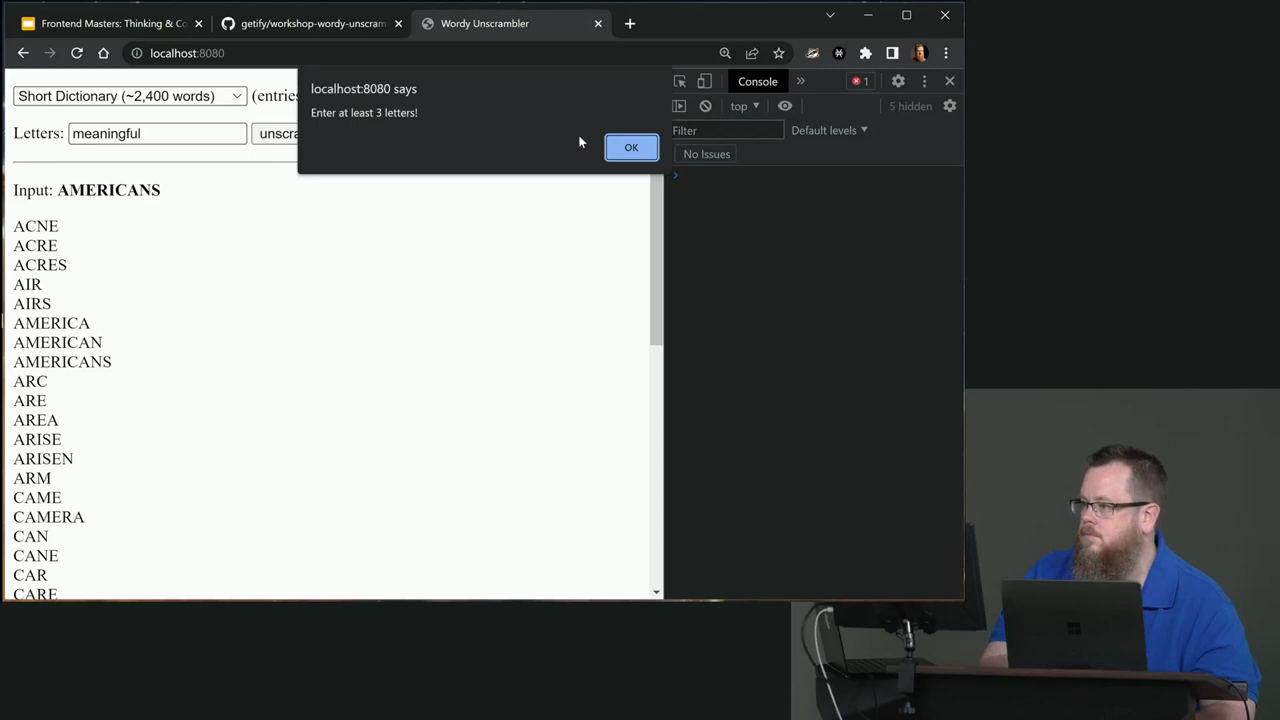 Frontend Masters: Thinking & Co
getify/workshop-wordy-unscram
Wordy Unscrambler
localhost:8080
localhost:8080 says
Enter at least 3 letters!
OK
Short Dictionary (~2,400 words) (entries
Letters: meaningful unscra
Input: AMERICANS
ACNE
ACRE
ACRES
AIR
AIRS
AMERICA
AMERICAN
AMERICANS
ARC
ARE
AREA
ARISE
ARISEN
ARM
CAME
CAMERA
CAN
CANE
CAR
CARE
Console
1
top
5 hidden
Filter
Default levels
No Issues